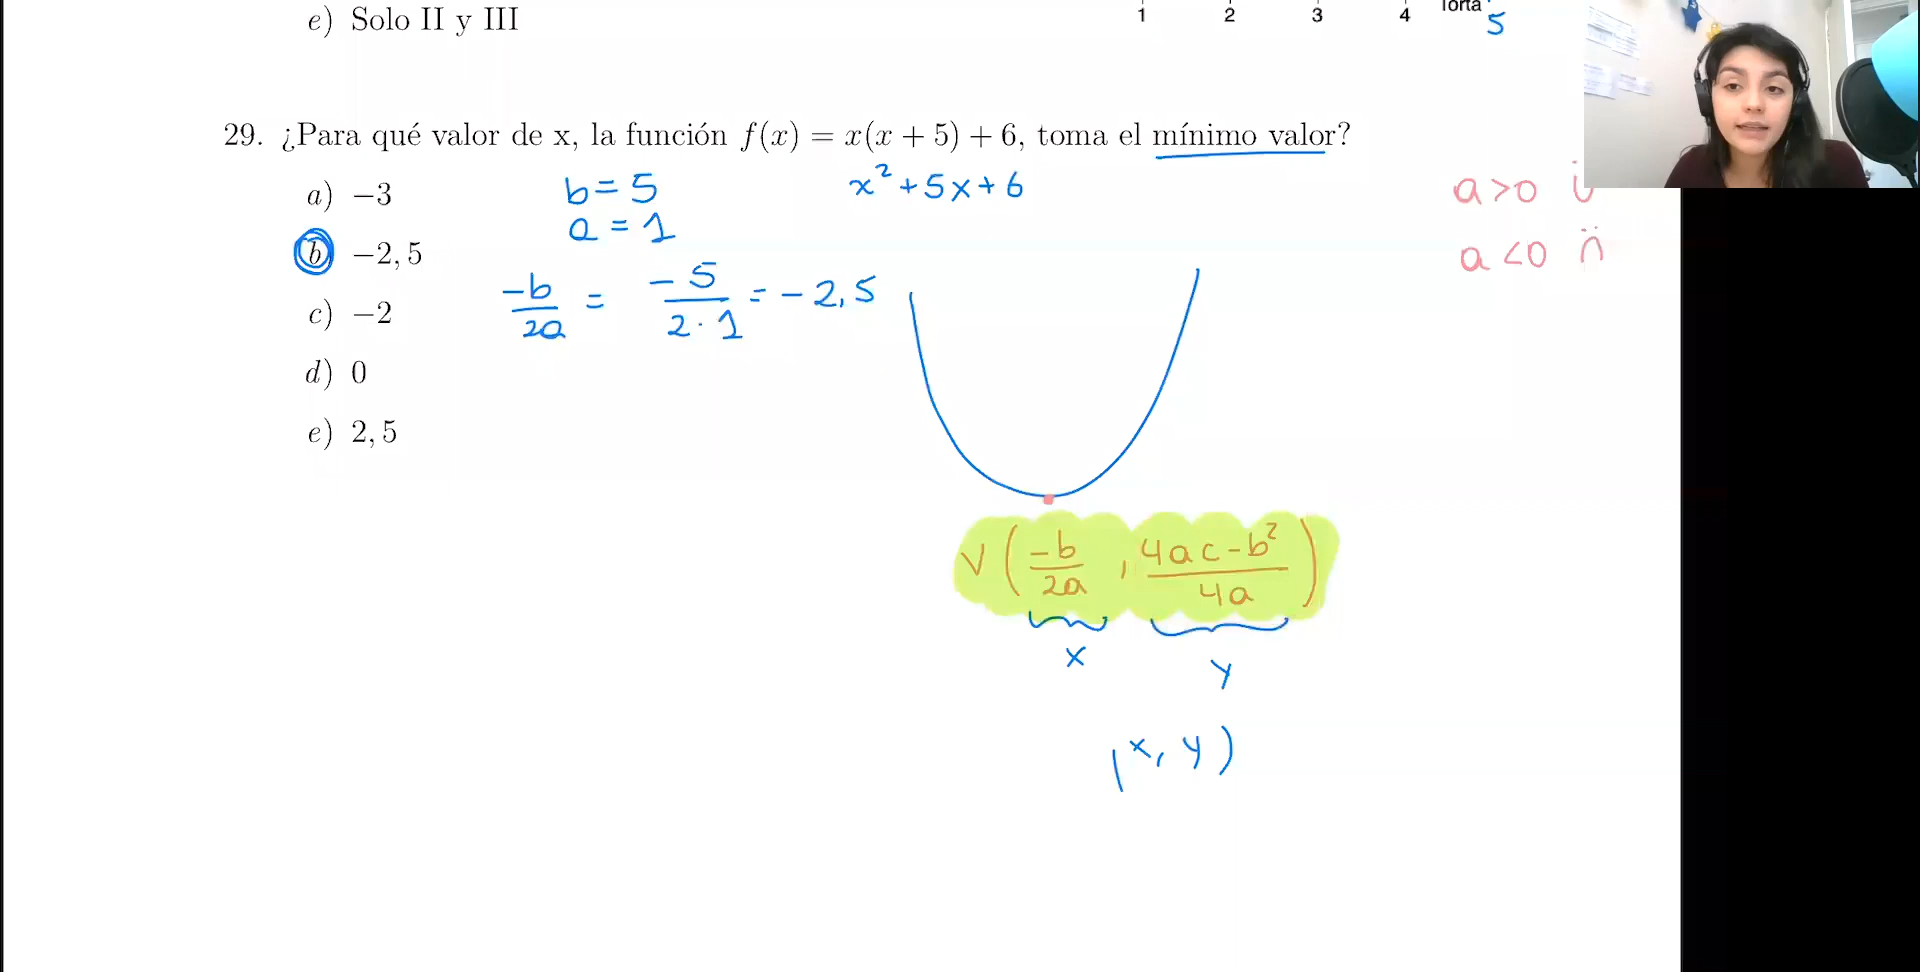 e) Solo II y III
1 2 3 4 Torta
5
29. ¿Para qué valor de x, la función f(x) = x(x + 5) + 6, toma el mínimo valor?
a) −3
b) −2, 5
c) −2
d) 0
e) 2, 5
b = 5
a = 1
x² + 5x + 6
-b/2a = -5/2·1 = -2,5
a>0 ü
a<0 n̈
V(-b/2a , 4ac-b²/4a)
x
y
(x, y)